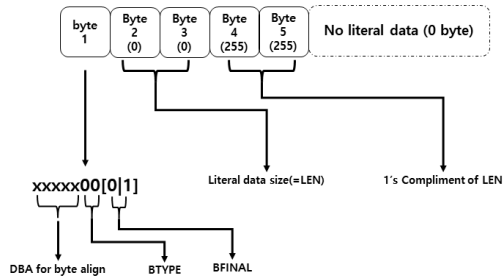 byte
1
Byte
2
(0)
Byte
3
(0)
Byte
4
(255)
Byte
5
(255)
No literal data (0 byte)
Literal data size(=LEN)
1's Compliment of LEN
xxxxx00[0|1]
DBA for byte align
BTYPE
BFINAL